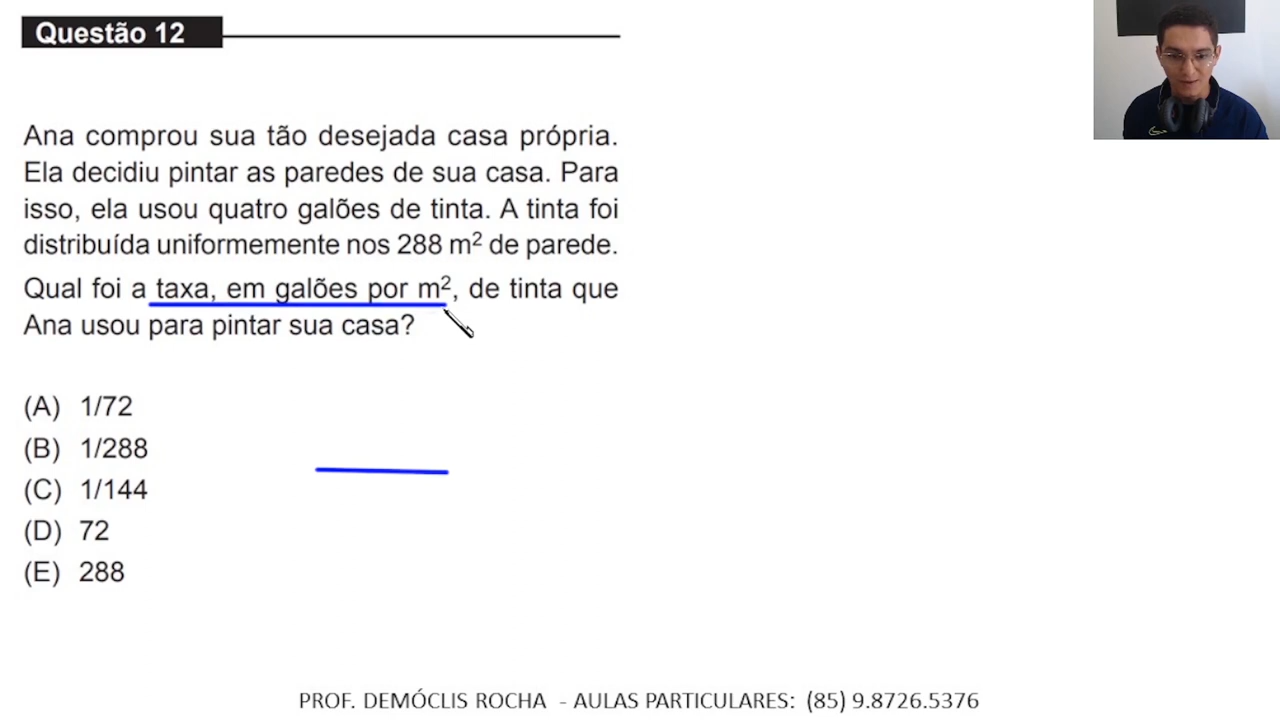 Questão 12
Ana comprou sua tão desejada casa própria.
Ela decidiu pintar as paredes de sua casa. Para
isso, ela usou quatro galões de tinta. A tinta foi
distribuída uniformemente nos 288 m² de parede.
Qual foi a taxa, em galões por m², de tinta que
Ana usou para pintar sua casa?
(A) 1/72
(B) 1/288
(C) 1/144
(D) 72
(E) 288
PROF. DEMÓCLIS ROCHA - AULAS PARTICULARES: (85) 9.8726.5376